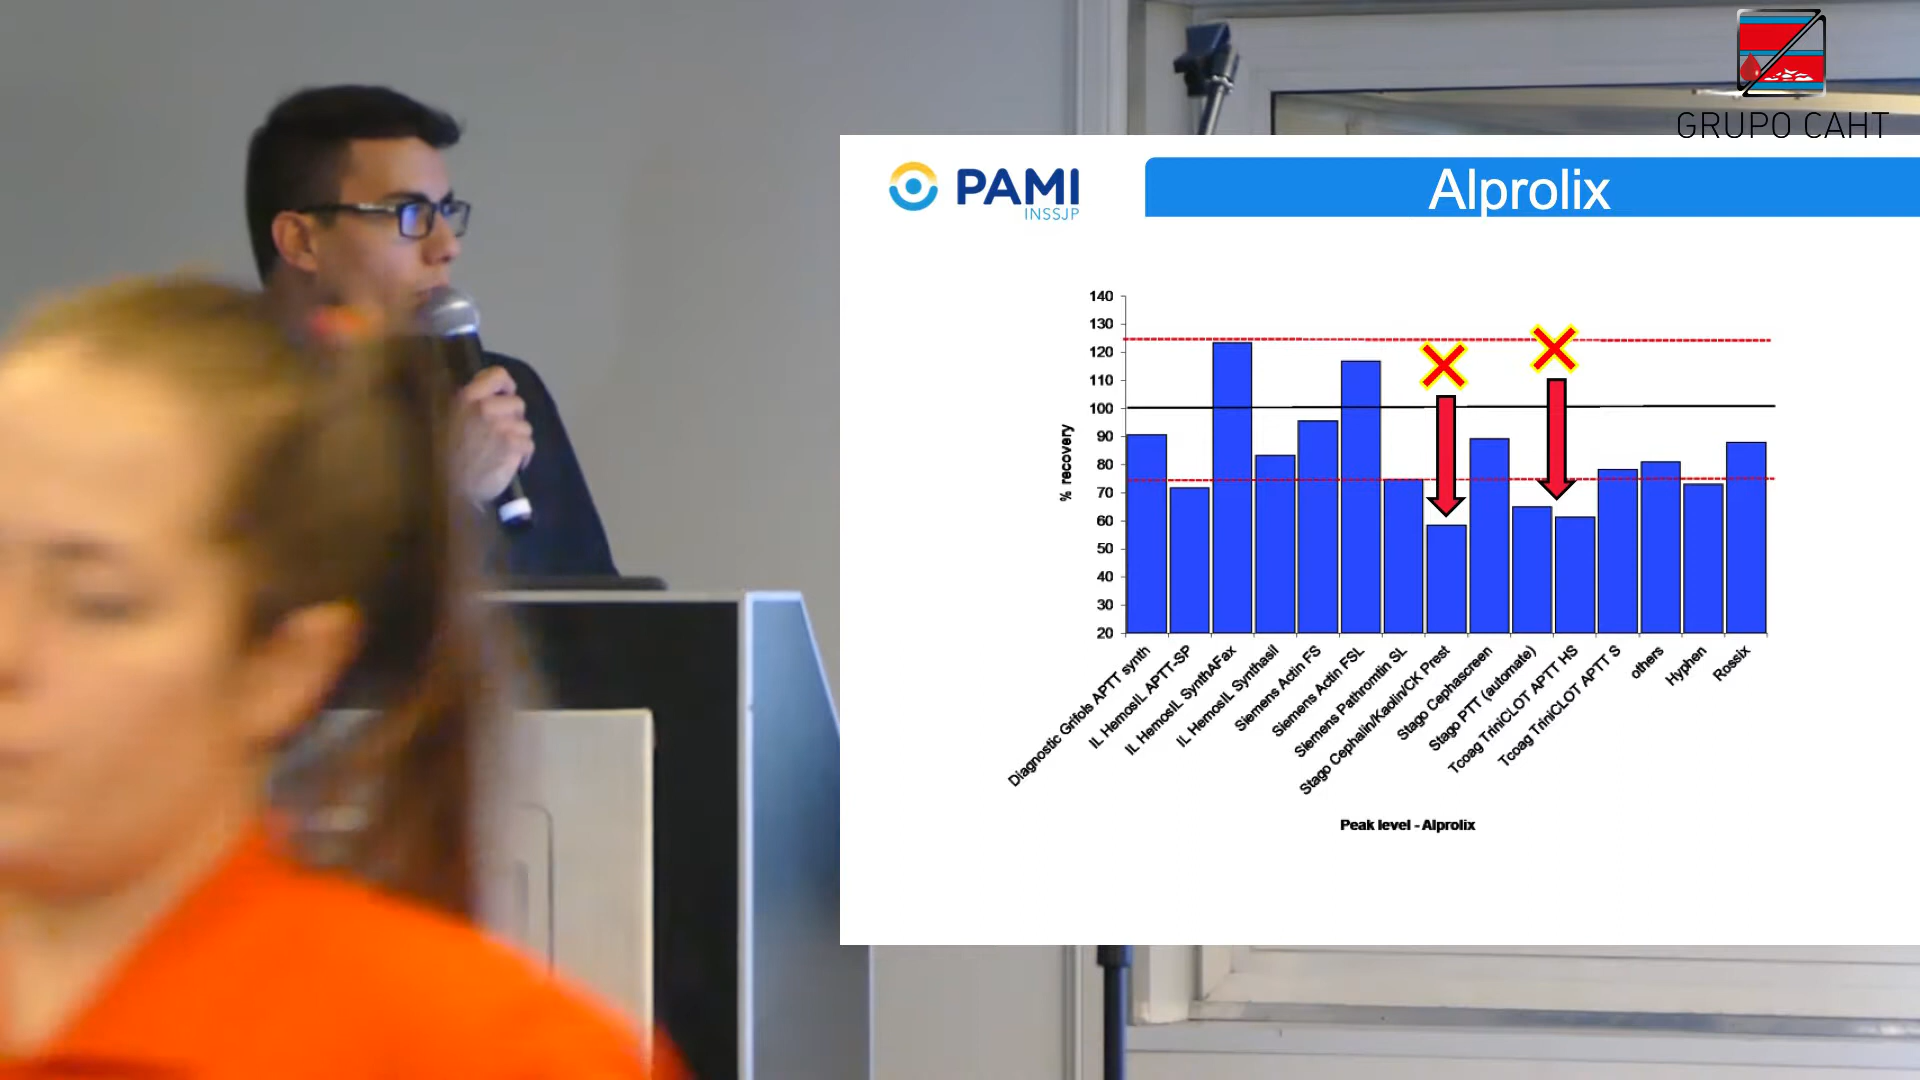 GRUPO CAHT
PAMI
INSSJP
Alprolix
140
130
120
110
100
90
80
70
60
50
40
30
20
% recovery
Diagnostic Grifols APTT synth
IL HemosIL APTT-SP
IL HemosIL SynthAFax
IL HemosIL Synthasil
Siemens Actin FS
Siemens Actin FSL
Siemens Pathromtin SL
Stago Cephalin/Kaolin/CK Prest
Stago Cephascreen
Stago PTT (automate)
Tcoag TriniCLOT APTT HS
Tcoag TriniCLOT APTT S
others
Hyphen
Rossix
Peak level - Alprolix